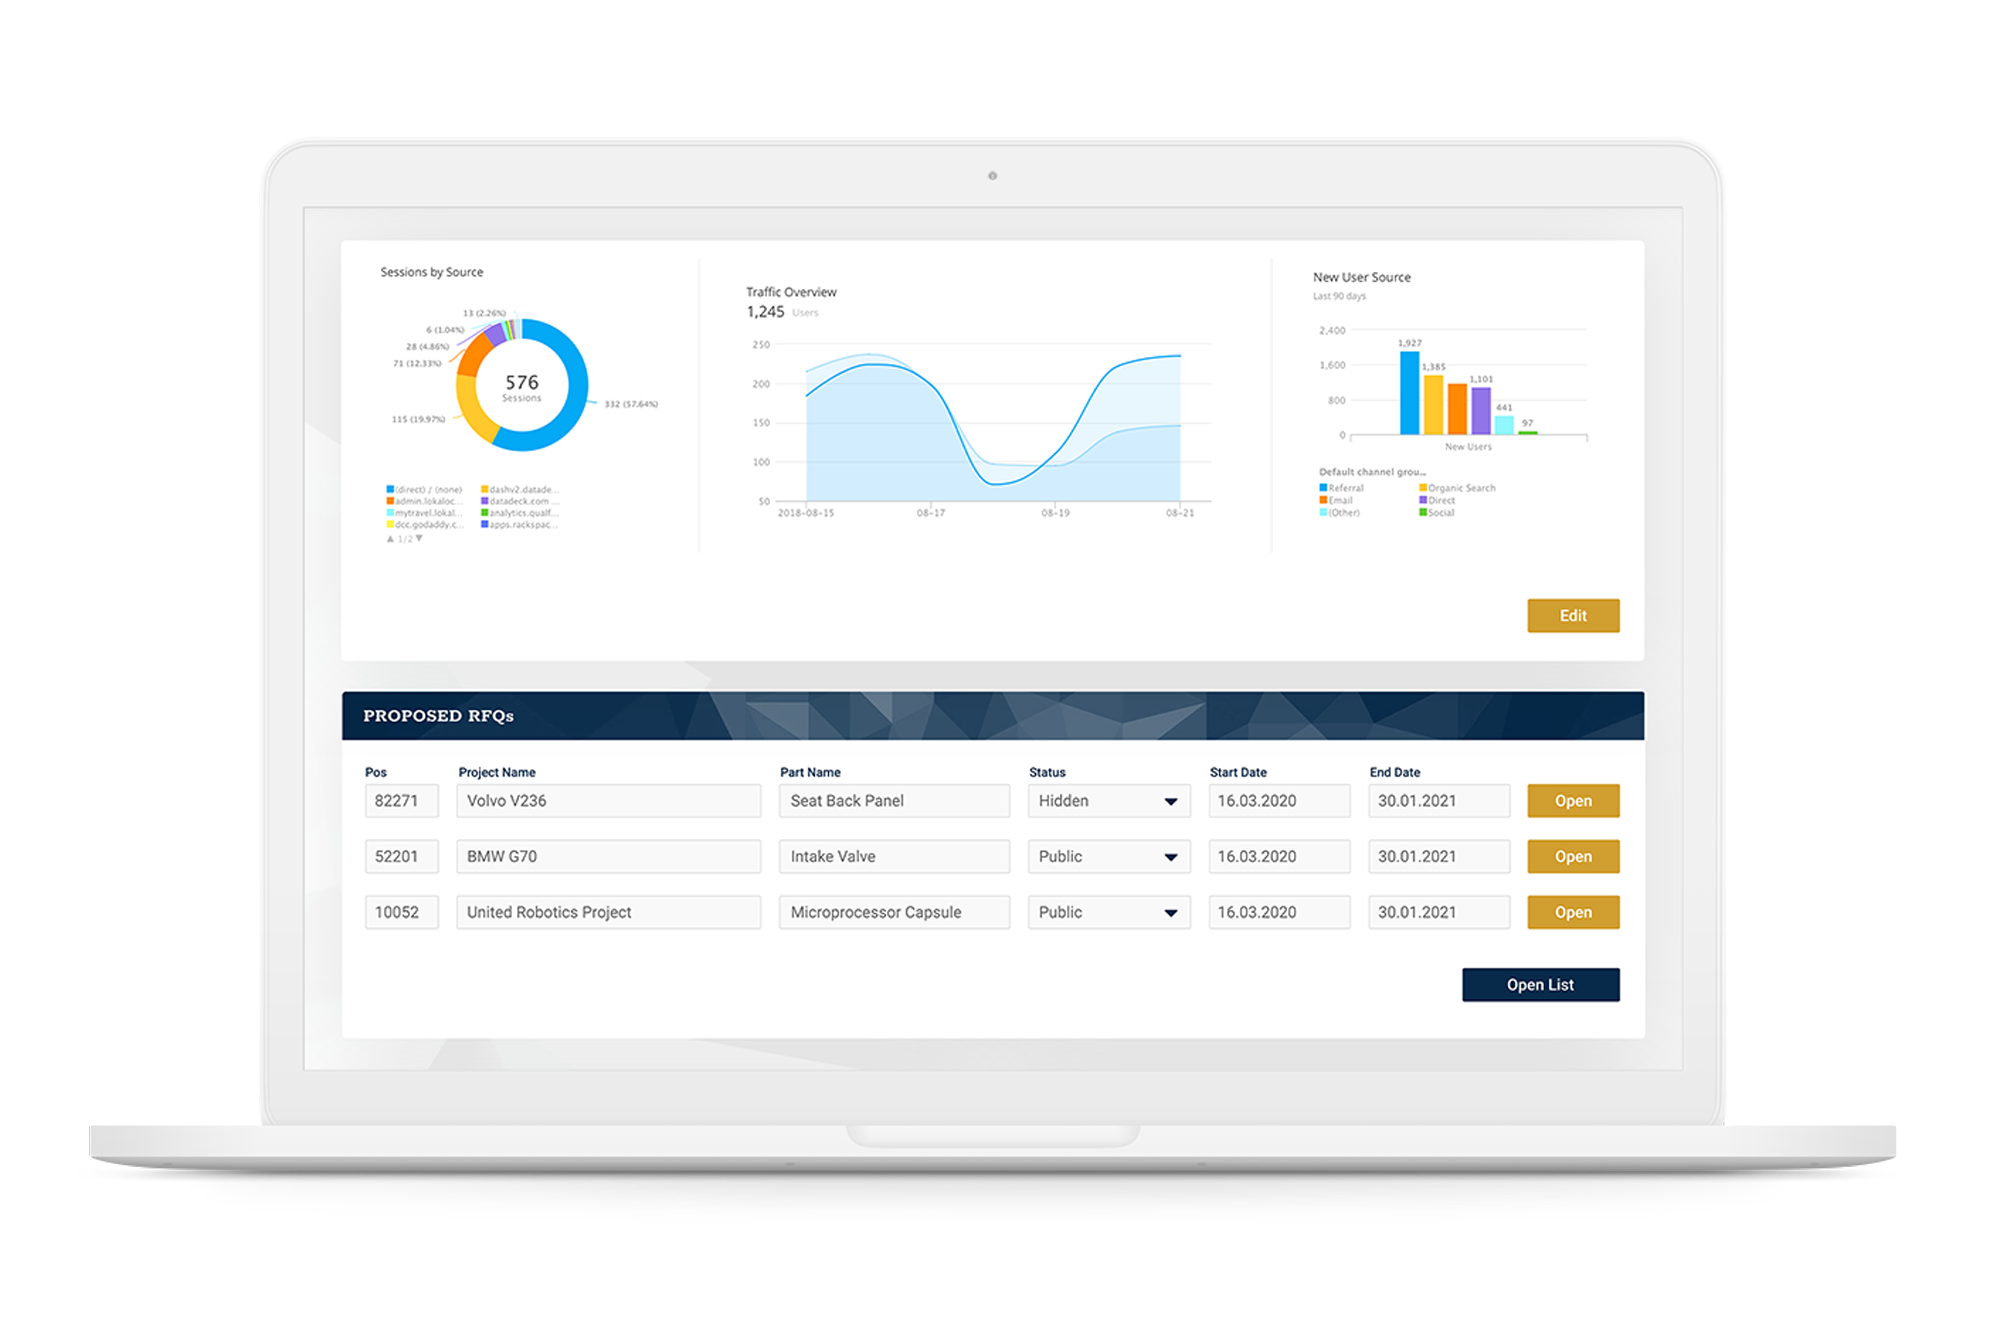 Sessions by Source
13 (2.26%)
6 (1.04%)
28 (4.86%)
71 (12.33%)
576
Sessions
332 (57.64%)
115 (19.97%)
(direct) / (none) dashv2.datade...
admin.lokaloc... datadeck.com ...
mytravel.lokal... analytics.qualf...
dcc.godaddy.c... apps.rackspac...
1/2
Traffic Overview
1,245 Users
250
200
150
100
50
2018-08-15 08-17 08-19 08-21
New User Source
Last 90 days
2,400
1,927
1,600 1,385
1,101
800 441
97
0
New Users
Default channel grou...
Referral Organic Search
Email Direct
(Other) Social
Edit
PROPOSED RFQs
Pos Project Name Part Name Status Start Date End Date
82271 Volvo V236 Seat Back Panel Hidden 16.03.2020 30.01.2021 Open
52201 BMW G70 Intake Valve Public 16.03.2020 30.01.2021 Open
10052 United Robotics Project Microprocessor Capsule Public 16.03.2020 30.01.2021 Open
Open List